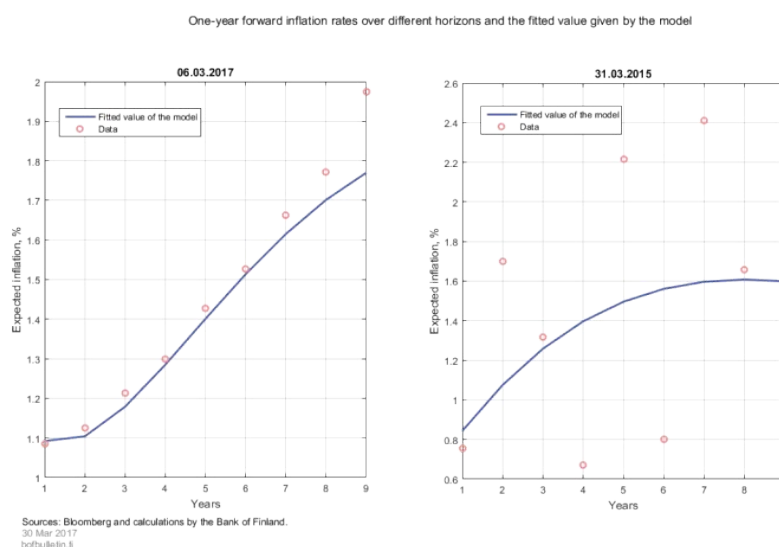 One-year forward inflation rates over different horizons and the fitted value given by the model
06.03.2017
2
1.9
1.8
1.7
1.6
1.5
1.4
1.3
1.2
1.1
1
Expected inflation, %
Fitted value of the model
Data
1 2 3 4 5 6 7 8 9
Years
31.03.2015
2.6
2.4
2.2
2
1.8
1.6
1.4
1.2
1
0.8
0.6
Expected inflation, %
Fitted value of the model
Data
1 2 3 4 5 6 7 8
Years
Sources: Bloomberg and calculations by the Bank of Finland.
30 Mar 2017
bofbulletin.fi